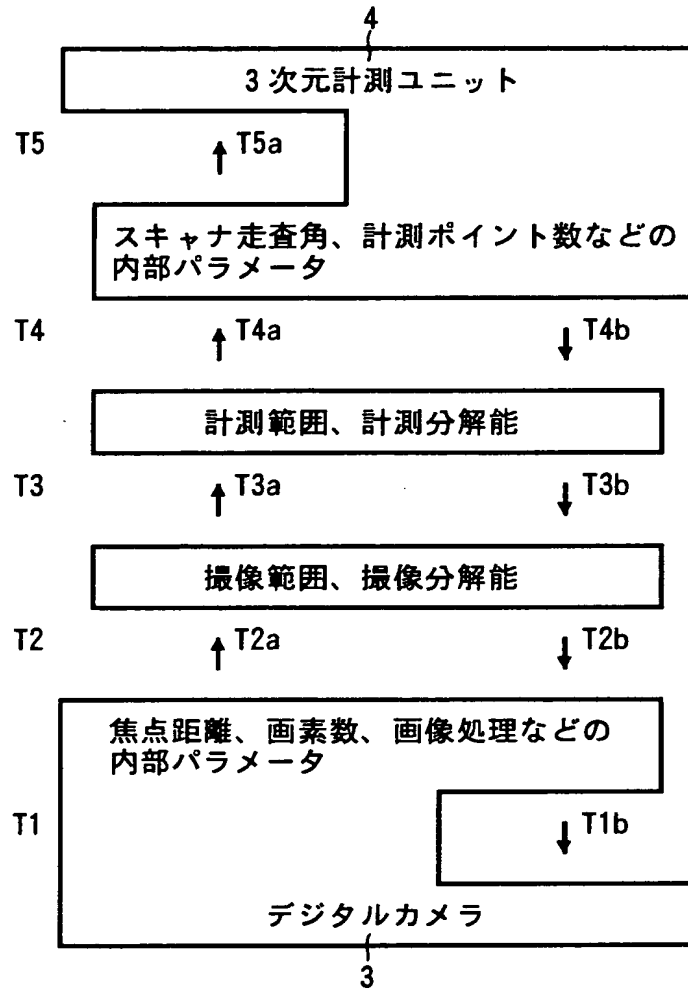 4
3次元計測ユニット
T5
T5a
スキャナ走査角、計測ポイント数などの
内部パラメータ
T4
T4a
T4b
計測範囲、計測分解能
T3
T3a
T3b
撮像範囲、撮像分解能
T2
T2a
T2b
焦点距離、画素数、画像処理などの
内部パラメータ
T1
T1b
デジタルカメラ
3